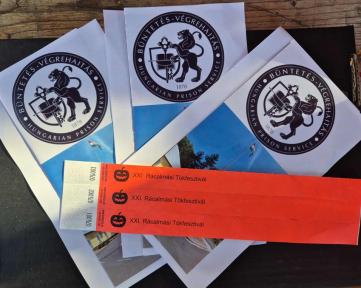 BÜNTETÉS-VÉGREHAJTÁS
HUNGARIAN PRISON SERVICE
BÜNTETÉS-VÉGREHAJTÁS
1870
HUNGARIAN PRISON SERVICE
BÜNTETÉS-VÉGREHAJTÁS
HUNGARIAN PRISON SERVICE
XXI. Rácalmási Tökfesztivál
XXI. Rácalmási Tökfesztivál
XXI. Rácalmási Tökfesztivál